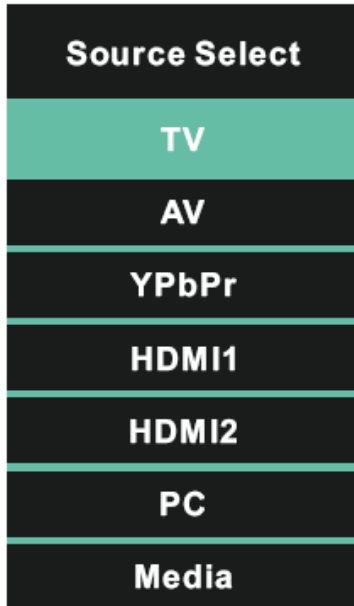 Source Select
TV
AV
YPbPr
HDMI1
HDMI2
PC
Media